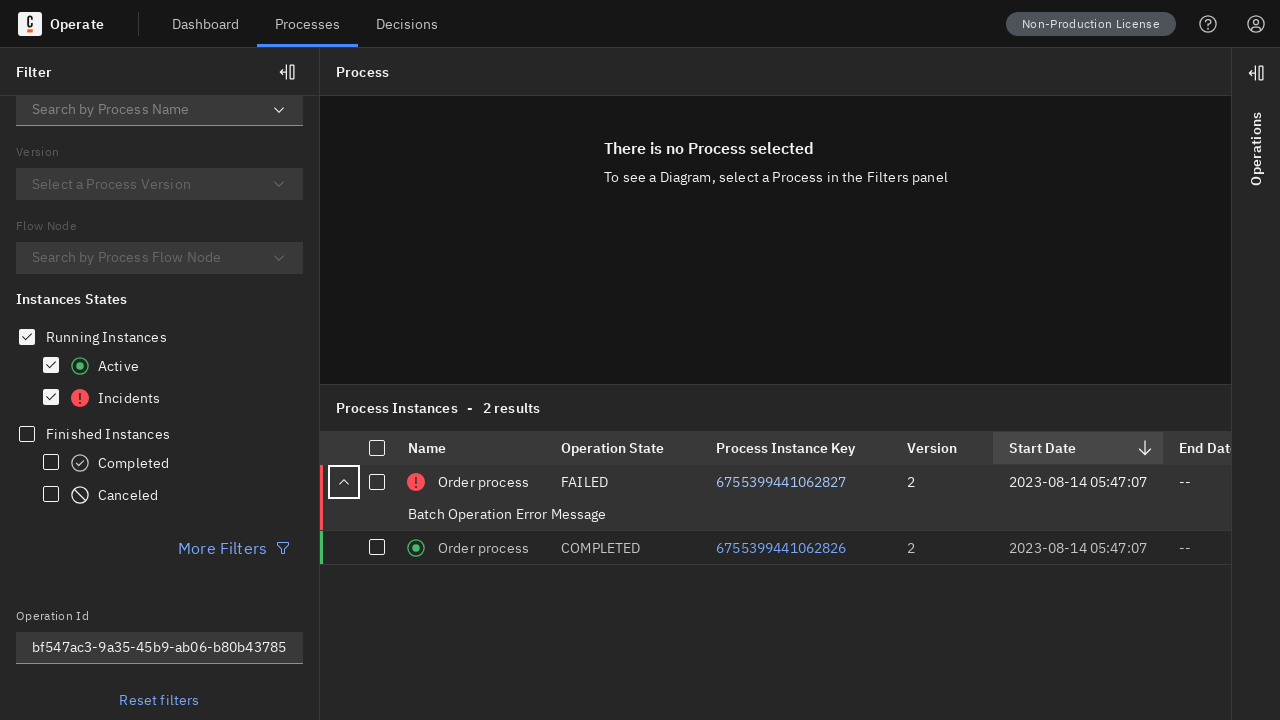 Operate
Dashboard
Processes
Decisions
Non-Production License
Filter
Search by Process Name
Version
Select a Process Version
Flow Node
Search by Process Flow Node
Instances States
Running Instances
Active
Incidents
Finished Instances
Completed
Canceled
More Filters
Operation Id
bf547ac3-9a35-45b9-ab06-b80b43785
Reset filters
Process
There is no Process selected
To see a Diagram, select a Process in the Filters panel
Process Instances - 2 results
Name Operation State Process Instance Key Version Start Date End Date
Order process FAILED 6755399441062827 2 2023-08-14 05:47:07 --
Batch Operation Error Message
Order process COMPLETED 6755399441062826 2 2023-08-14 05:47:07 --
Operations